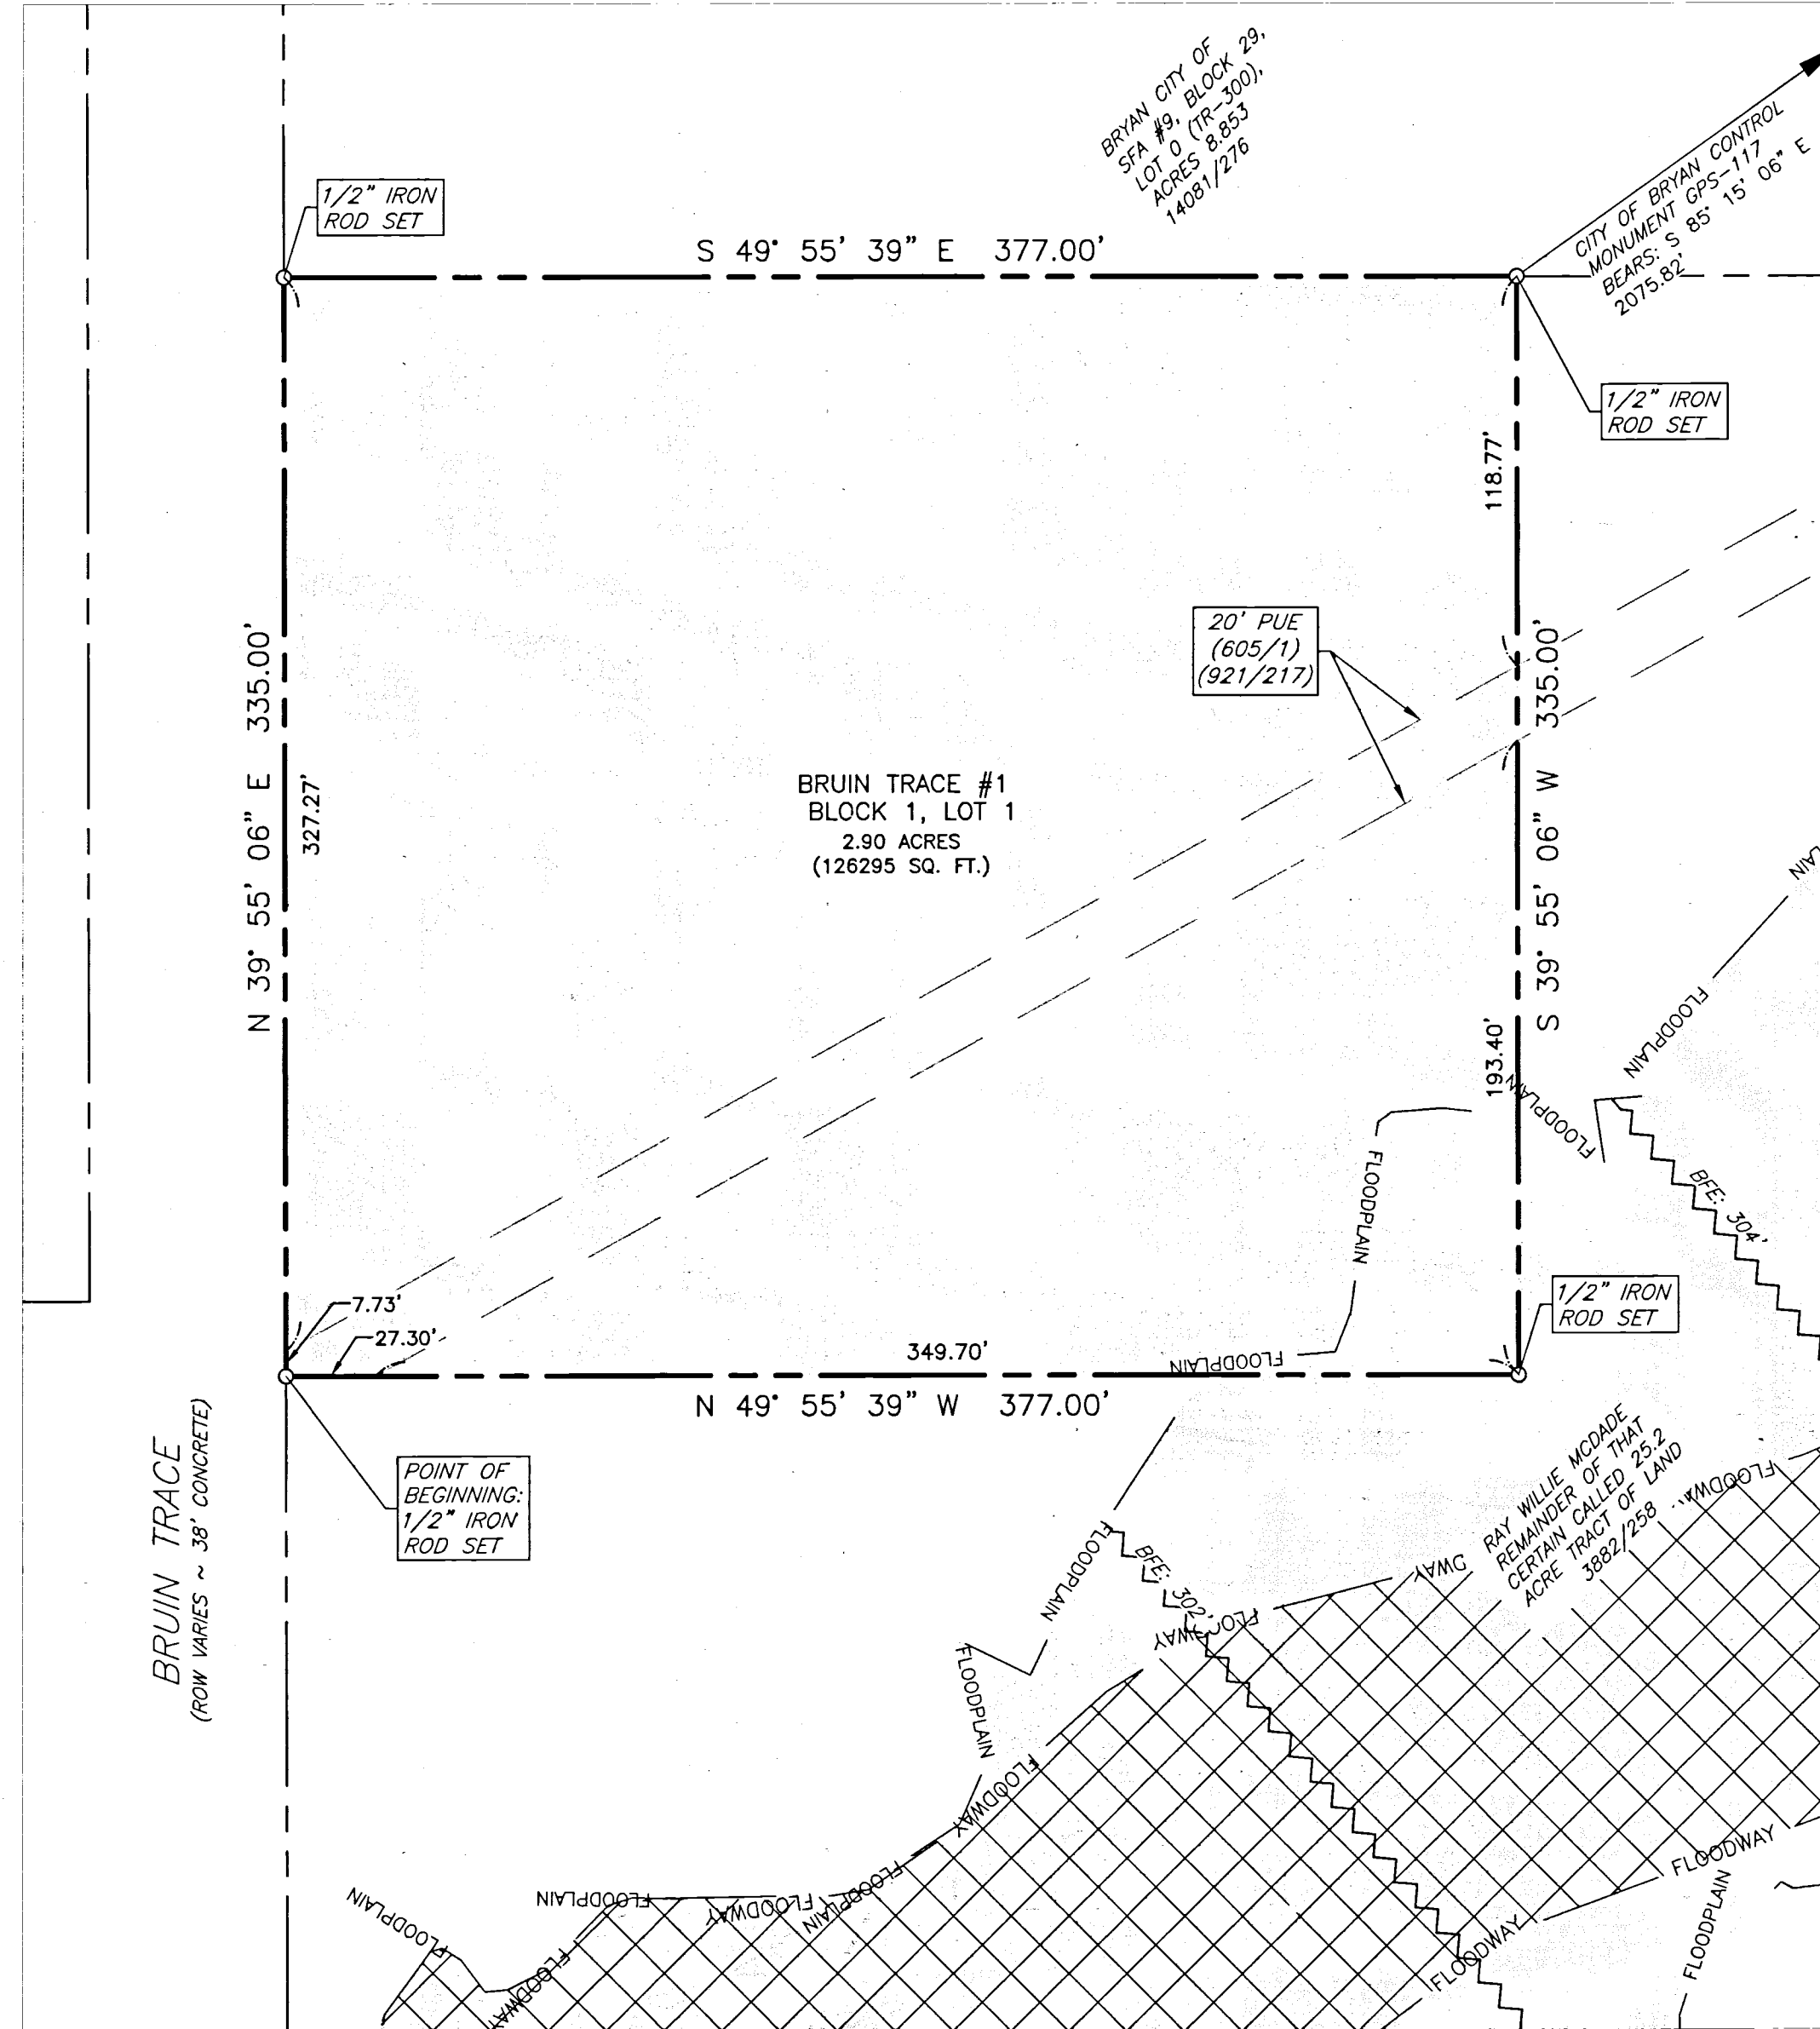 BRYAN CITY OF
SFA #9, BLOCK 29,
LOT 0 (TR-300),
ACRES 8.853
14081/276
CITY OF BRYAN CONTROL
MONUMENT GPS-117
BEARS: S 85° 15' 06" E
2075.82'
1/2" IRON
ROD SET
S 49° 55' 39" E 377.00'
1/2" IRON
ROD SET
118.77'
20' PUE
(605/1)
(921/217)
N 39° 55' 06" E 335.00'
327.27'
S 39° 55' 06" W 335.00'
BRUIN TRACE #1
BLOCK 1, LOT 1
2.90 ACRES
(126295 SQ. FT.)
193.40'
FLOODPLAIN
FLOODPLAIN
FLOODPLAIN
BFE: 304'
7.73'
27.30'
349.70'
FLOODPLAIN
1/2" IRON
ROD SET
N 49° 55' 39" W 377.00'
BRUIN TRACE
(ROW VARIES ~ 38' CONCRETE)
POINT OF
BEGINNING:
1/2" IRON
ROD SET
RAY WILLIE MCDADE
REMAINDER OF THAT
CERTAIN CALLED 25.2
ACRE TRACT OF LAND
3882/258
FLOODWAY
DWAY
FLOODPLAIN
BFE: 302'
FLOODWAY
FLOODPLAIN
FLOODWAY
FLOODWAY
FLOODPLAIN
FLOODPLAIN
FLOODPLAIN
FLOODWAY
FLOODPLAIN
FLOODWAY
FLOODWAY
FLOODPLAIN